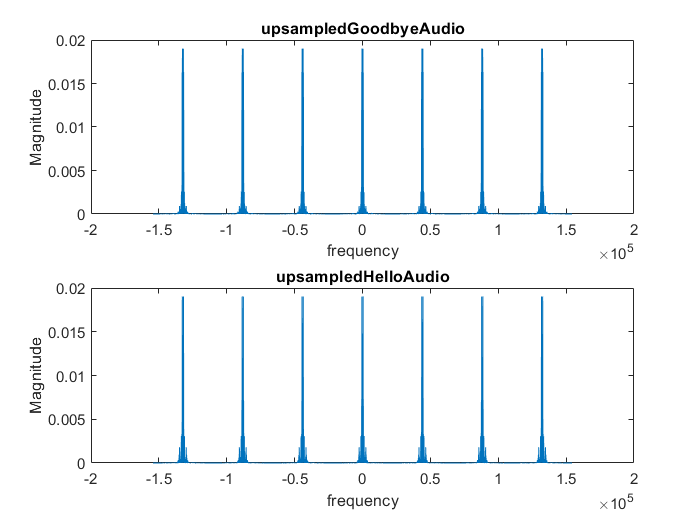 upsampledGoodbyeAudio
0.02
0.015
0.01
0.005
0
Magnitude
-2 -1.5 -1 -0.5 0 0.5 1 1.5 2
frequency
×10^5
upsampledHelloAudio
0.02
0.015
0.01
0.005
0
Magnitude
-2 -1.5 -1 -0.5 0 0.5 1 1.5 2
frequency
×10^5